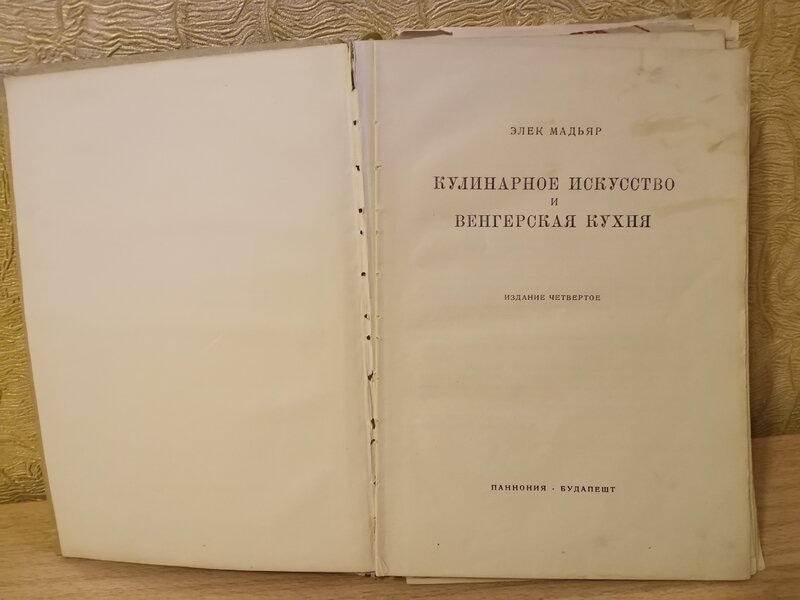 ЭЛЕК МАДЬЯР
КУЛИНАРНОЕ ИСКУССТВО
И
ВЕНГЕРСКАЯ КУХНЯ
ИЗДАНИЕ ЧЕТВЕРТОЕ
ПАННОНИЯ · БУДАПЕШТ